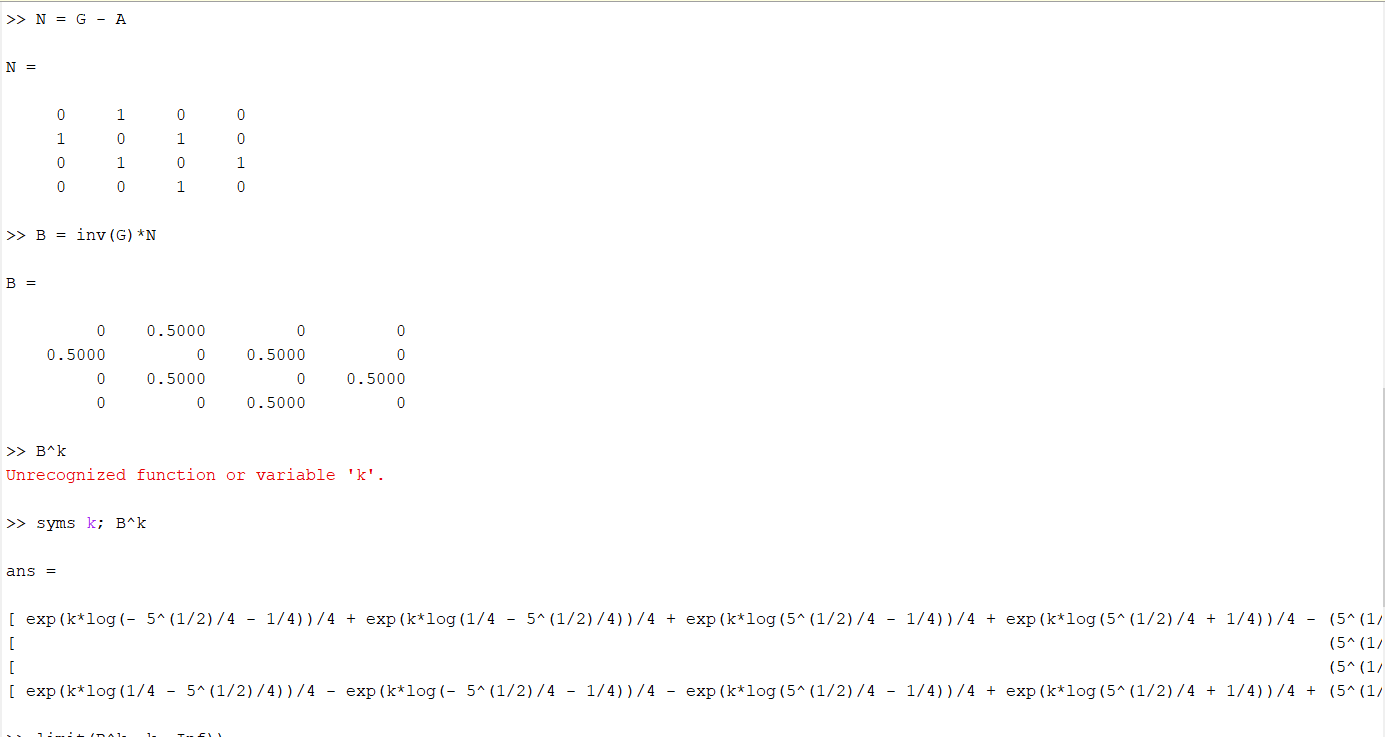 >> N = G - A
N =
0 1 0 0
1 0 1 0
0 1 0 1
0 0 1 0
>> B = inv(G)*N
B =
0 0.5000 0 0
0.5000 0 0.5000 0
0 0.5000 0 0.5000
0 0 0.5000 0
>> B^k
Unrecognized function or variable 'k'.
>> syms k; B^k
ans =
[ exp(k*log(- 5^(1/2)/4 - 1/4))/4 + exp(k*log(1/4 - 5^(1/2)/4))/4 + exp(k*log(5^(1/2)/4 - 1/4))/4 + exp(k*log(5^(1/2)/4 + 1/4))/4 - (5^(1/
[ (5^(1/
[ (5^(1/
[ exp(k*log(1/4 - 5^(1/2)/4))/4 - exp(k*log(- 5^(1/2)/4 - 1/4))/4 - exp(k*log(5^(1/2)/4 - 1/4))/4 + exp(k*log(5^(1/2)/4 + 1/4))/4 + (5^(1/